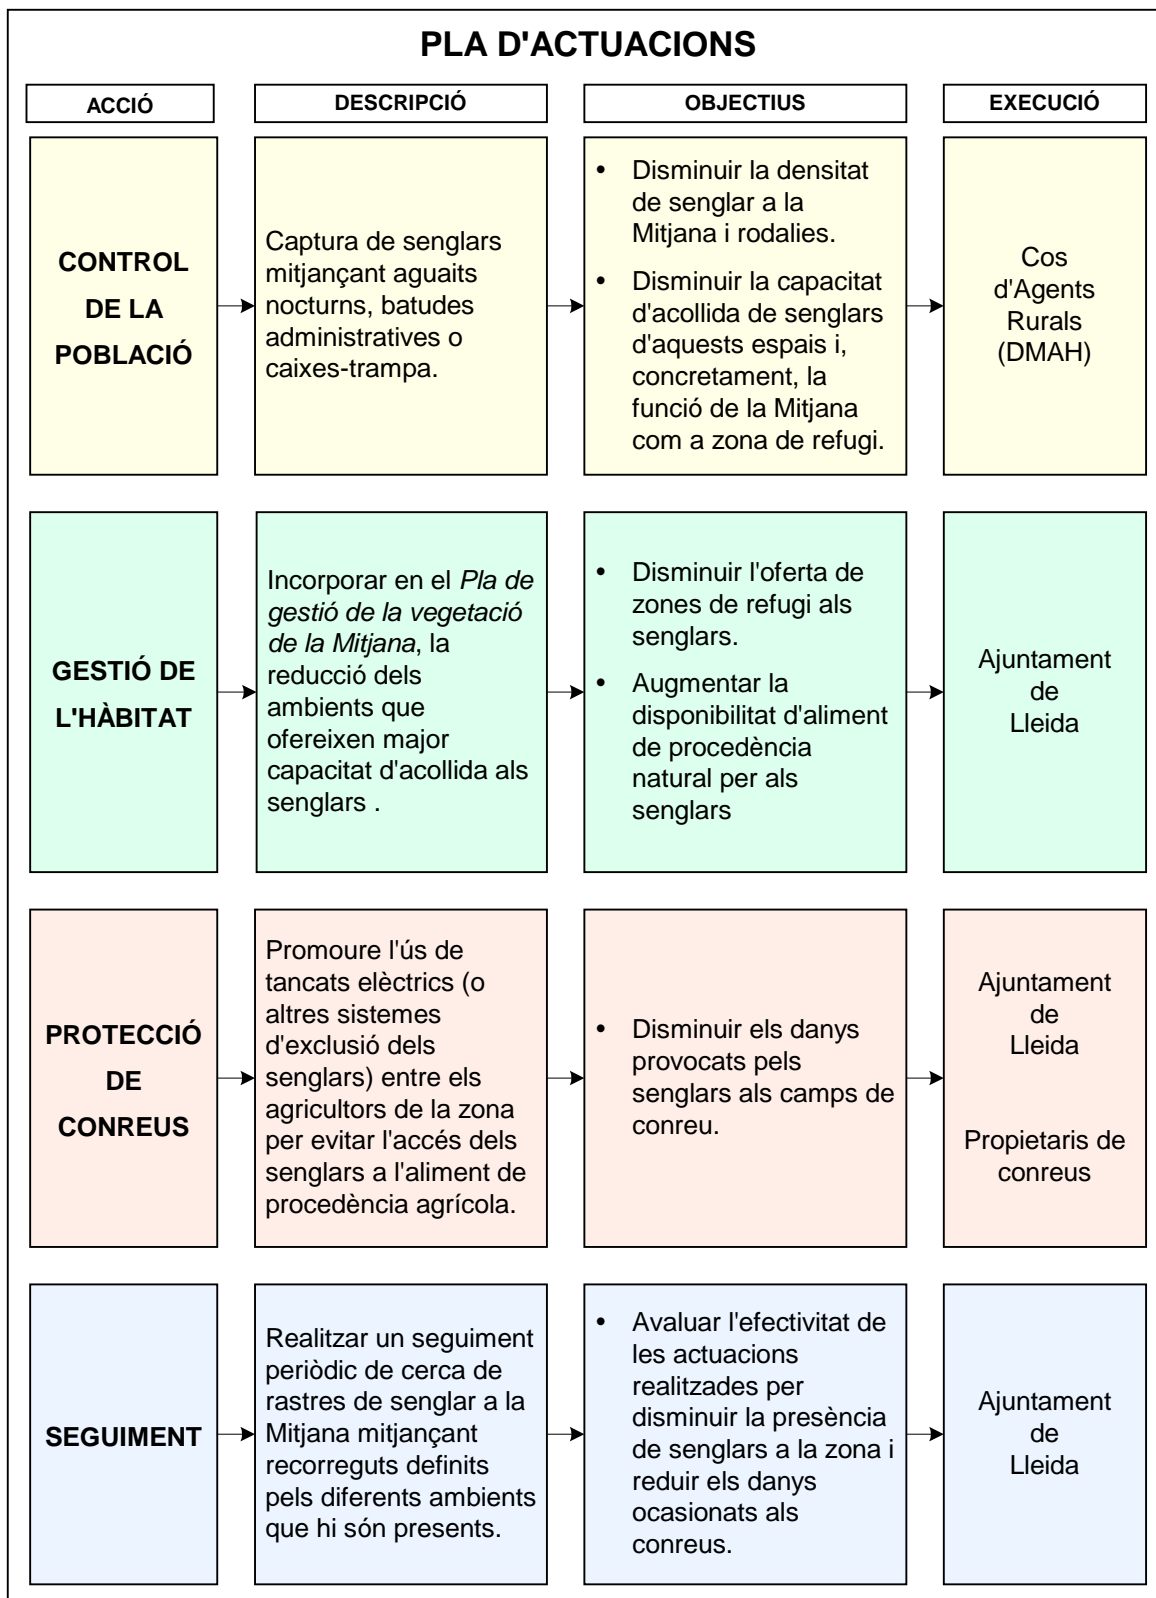 PLA D'ACTUACIONS
ACCIÓ
DESCRIPCIÓ
OBJECTIUS
EXECUCIÓ
CONTROL
DE LA
POBLACIÓ
Captura de senglars
mitjançant aguaits
nocturns, batudes
administratives o
caixes-trampa.
• Disminuir la densitat
de senglar a la
Mitjana i rodalies.
• Disminuir la capacitat
d'acollida de senglars
d'aquests espais i,
concretament, la
funció de la Mitjana
com a zona de refugi.
Cos
d'Agents
Rurals
(DMAH)
GESTIÓ DE
L'HÀBITAT
Incorporar en el Pla de
gestió de la vegetació
de la Mitjana, la
reducció dels
ambients que
ofereixen major
capacitat d'acollida als
senglars .
• Disminuir l'oferta de
zones de refugi als
senglars.
• Augmentar la
disponibilitat d'aliment
de procedència
natural per als
senglars
Ajuntament
de
Lleida
PROTECCIÓ
DE
CONREUS
Promoure l'ús de
tancats elèctrics (o
altres sistemes
d'exclusió dels
senglars) entre els
agricultors de la zona
per evitar l'accés dels
senglars a l'aliment de
procedència agrícola.
• Disminuir els danys
provocats pels
senglars als camps de
conreu.
Ajuntament
de
Lleida
Propietaris de
conreus
SEGUIMENT
Realitzar un seguiment
periòdic de cerca de
rastres de senglar a la
Mitjana mitjançant
recorreguts definits
pels diferents ambients
que hi són presents.
• Avaluar l'efectivitat de
les actuacions
realitzades per
disminuir la presència
de senglars a la zona i
reduir els danys
ocasionats als
conreus.
Ajuntament
de
Lleida